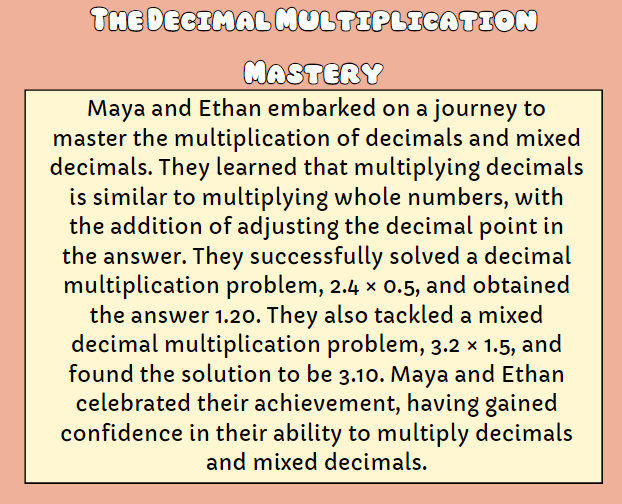 The Decimal Multiplication
Mastery
Maya and Ethan embarked on a journey to
master the multiplication of decimals and mixed
decimals. They learned that multiplying decimals
is similar to multiplying whole numbers, with
the addition of adjusting the decimal point in
the answer. They successfully solved a decimal
multiplication problem, 2.4 × 0.5, and obtained
the answer 1.20. They also tackled a mixed
decimal multiplication problem, 3.2 × 1.5, and
found the solution to be 3.10. Maya and Ethan
celebrated their achievement, having gained
confidence in their ability to multiply decimals
and mixed decimals.